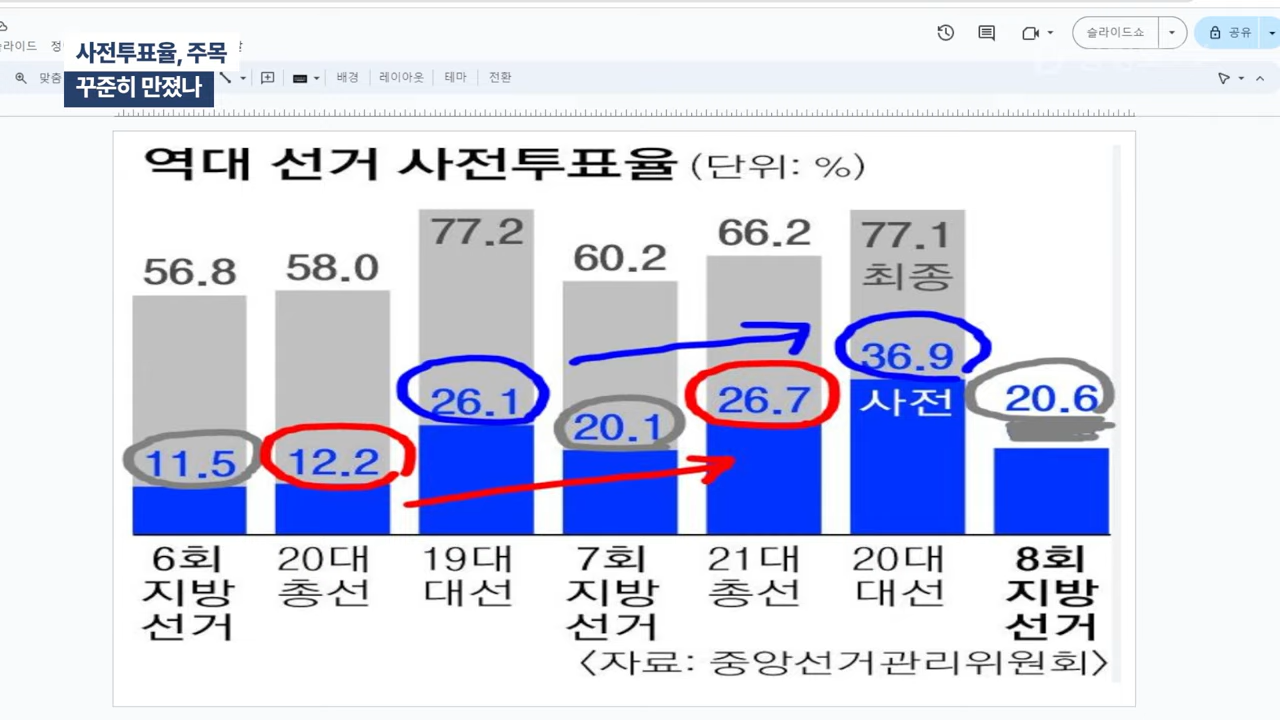 사전투표율, 주목
꾸준히 만졌나
라이드
슬라이드쇼
공유
배경
레이아웃
테마
전환
역대 선거 사전투표율 (단위: %)
56.8
58.0
77.2
60.2
66.2
77.1
최종
11.5
12.2
26.1
20.1
26.7
36.9
사전
20.6
6회 지방 선거
20대 총선
19대 대선
7회 지방 선거
21대 총선
20대 대선
8회 지방 선거
〈자료: 중앙선거관리위원회〉